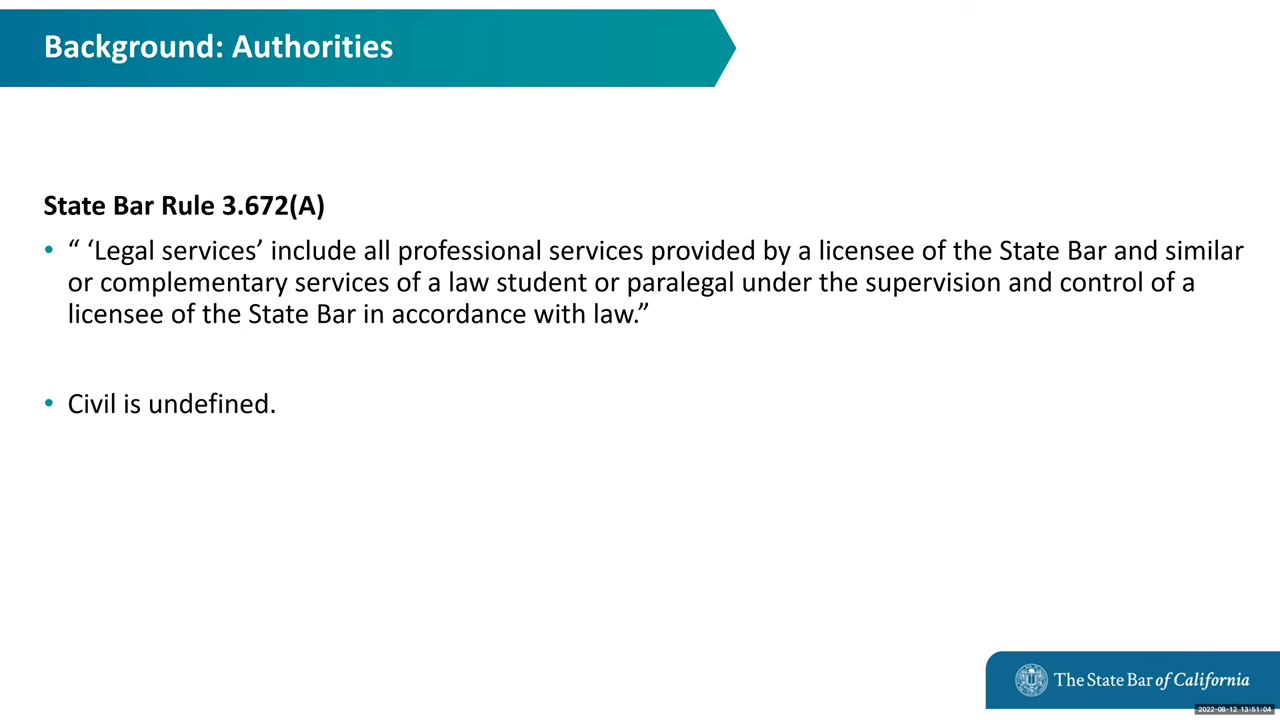 Background: Authorities
State Bar Rule 3.672(A)
• “ ‘Legal services’ include all professional services provided by a licensee of the State Bar and similar
or complementary services of a law student or paralegal under the supervision and control of a
licensee of the State Bar in accordance with law.”
• Civil is undefined.
The State Bar of California
2022-08-12 13:51:04